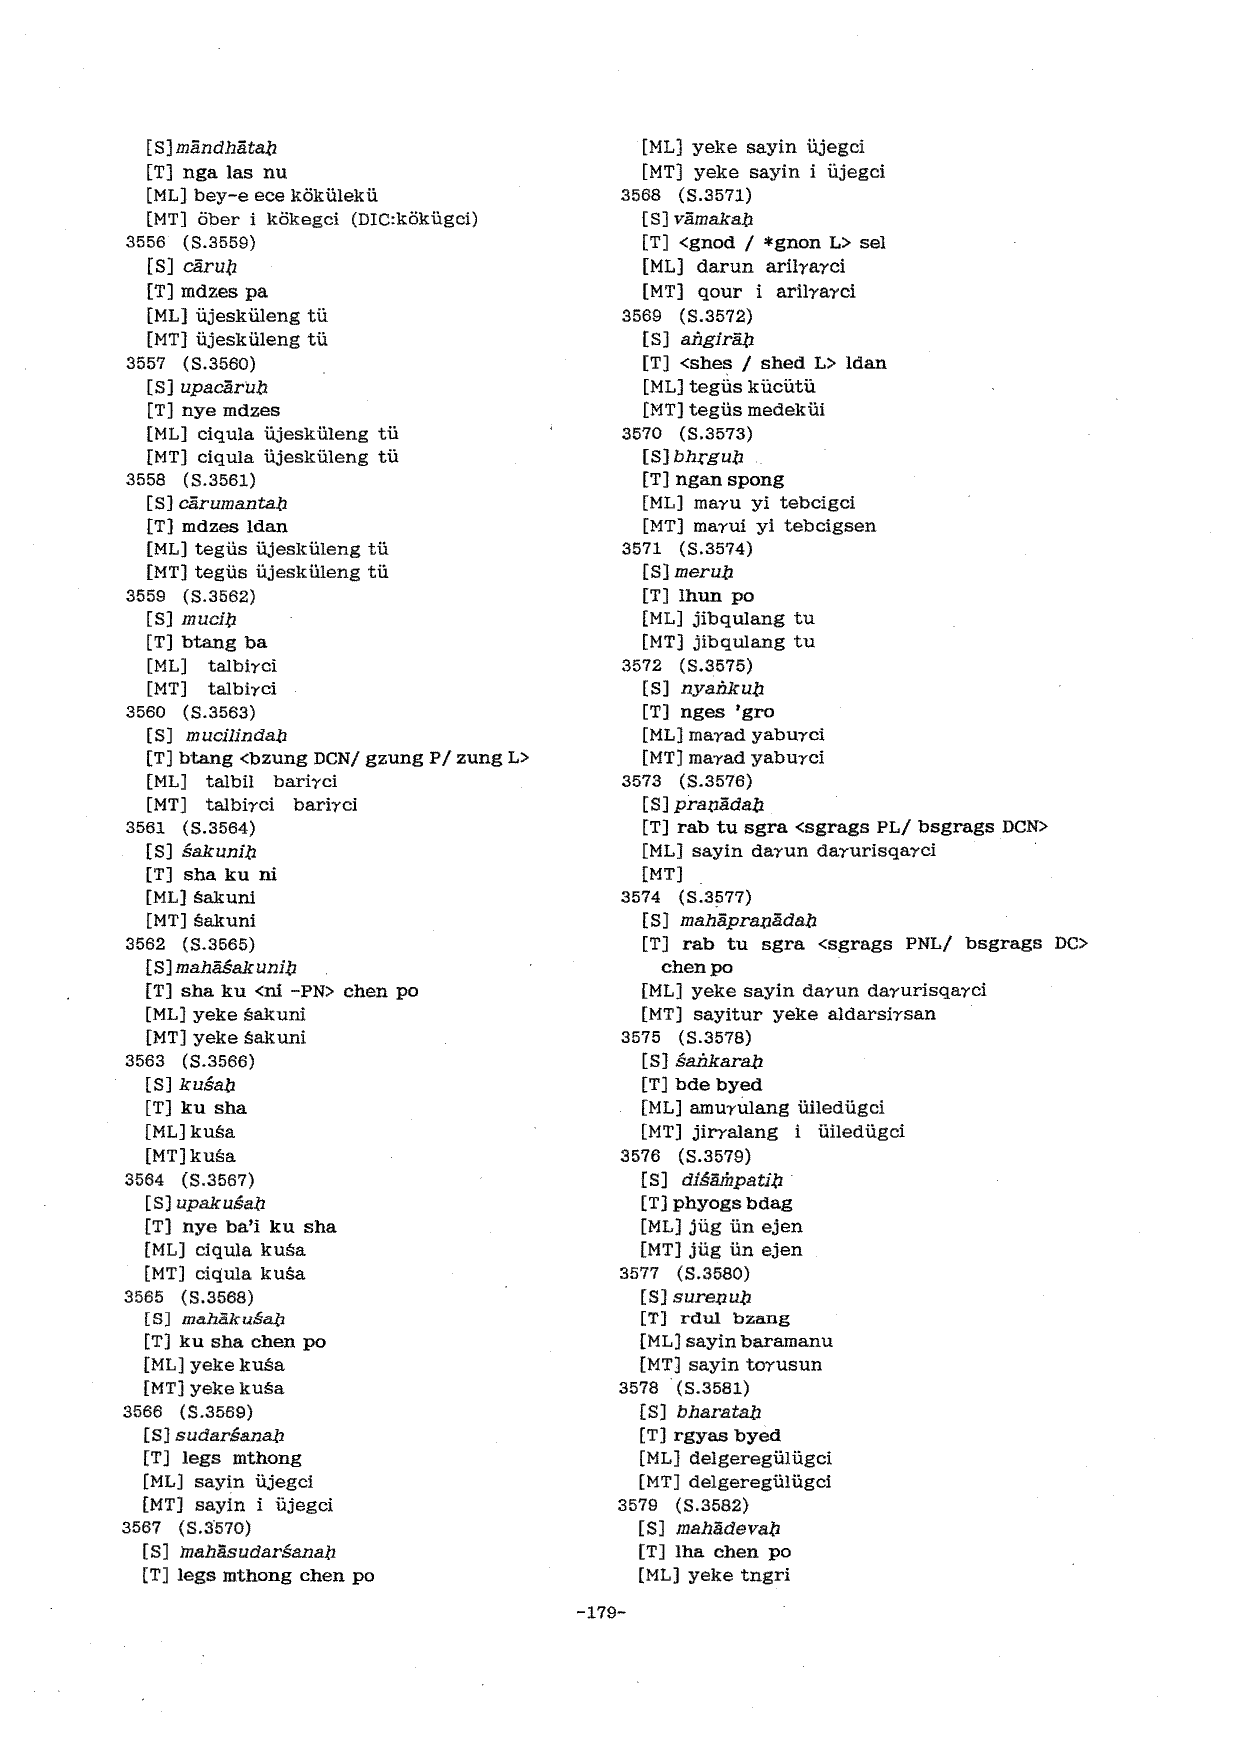 [S] māndhātaḥ
[T] nga las nu
[ML] bey-e ece kökülekü
[MT] öber i kökegci (DIC:kökügci)
3556 (S.3559)
[S] cāruḥ
[T] mdzes pa
[ML] üjesküleng tü
[MT] üjesküleng tü
3557 (S.3560)
[S] upacāruḥ
[T] nye mdzes
[ML] ciqula üjesküleng tü
[MT] ciqula üjesküleng tü
3558 (S.3561)
[S] cārumantaḥ
[T] mdzes ldan
[ML] tegüs üjesküleng tü
[MT] tegüs üjesküleng tü
3559 (S.3562)
[S] muciḥ
[T] btang ba
[ML] talbiγci
[MT] talbiγci
3560 (S.3563)
[S] mucilindaḥ
[T] btang <bzung DCN/ gzung P/ zung L>
[ML] talbil bariγci
[MT] talbiγci bariγci
3561 (S.3564)
[S] śakuniḥ
[T] sha ku ni
[ML] śakuni
[MT] śakuni
3562 (S.3565)
[S] mahāśakuniḥ
[T] sha ku <ni -PN> chen po
[ML] yeke śakuni
[MT] yeke śakuni
3563 (S.3566)
[S] kuśaḥ
[T] ku sha
[ML] kuśa
[MT] kuśa
3564 (S.3567)
[S] upakuśaḥ
[T] nye ba'i ku sha
[ML] ciqula kuśa
[MT] ciqula kuśa
3565 (S.3568)
[S] mahākuśaḥ
[T] ku sha chen po
[ML] yeke kuśa
[MT] yeke kuśa
3566 (S.3569)
[S] sudarśanaḥ
[T] legs mthong
[ML] sayin üjegci
[MT] sayin i üjegci
3567 (S.3570)
[S] mahāsudarśanaḥ
[T] legs mthong chen po
[ML] yeke sayin üjegci
[MT] yeke sayin i üjegci
3568 (S.3571)
[S] vāmakaḥ
[T] <gnod / *gnon L> sel
[ML] darun arilγaγci
[MT] qour i arilγaγci
3569 (S.3572)
[S] aṅgirāḥ
[T] <shes / shed L> ldan
[ML] tegüs kücütü
[MT] tegüs medeküi
3570 (S.3573)
[S] bhṛguḥ
[T] ngan spong
[ML] maγu yi tebcigci
[MT] maγui yi tebcigsen
3571 (S.3574)
[S] meruḥ
[T] lhun po
[ML] jibqulang tu
[MT] jibqulang tu
3572 (S.3575)
[S] nyaṅkuḥ
[T] nges 'gro
[ML] maγad yabuγci
[MT] maγad yabuγci
3573 (S.3576)
[S] praṇādaḥ
[T] rab tu sgra <sgrags PL/ bsgrags DCN>
[ML] sayin daγun daγurisqaγci
[MT]
3574 (S.3577)
[S] mahāpraṇādaḥ
[T] rab tu sgra <sgrags PNL/ bsgrags DC>
chen po
[ML] yeke sayin daγun daγurisqaγci
[MT] sayitur yeke aldarsiγsan
3575 (S.3578)
[S] śaṅkaraḥ
[T] bde byed
[ML] amuγulang üiledügci
[MT] jirγalang i üiledügci
3576 (S.3579)
[S] diśāṁpatiḥ
[T] phyogs bdag
[ML] jüg ün ejen
[MT] jüg ün ejen
3577 (S.3580)
[S] sureṇuḥ
[T] rdul bzang
[ML] sayin baramanu
[MT] sayin toγusun
3578 (S.3581)
[S] bharataḥ
[T] rgyas byed
[ML] delgeregülügci
[MT] delgeregülügci
3579 (S.3582)
[S] mahādevaḥ
[T] lha chen po
[ML] yeke tngri
-179-